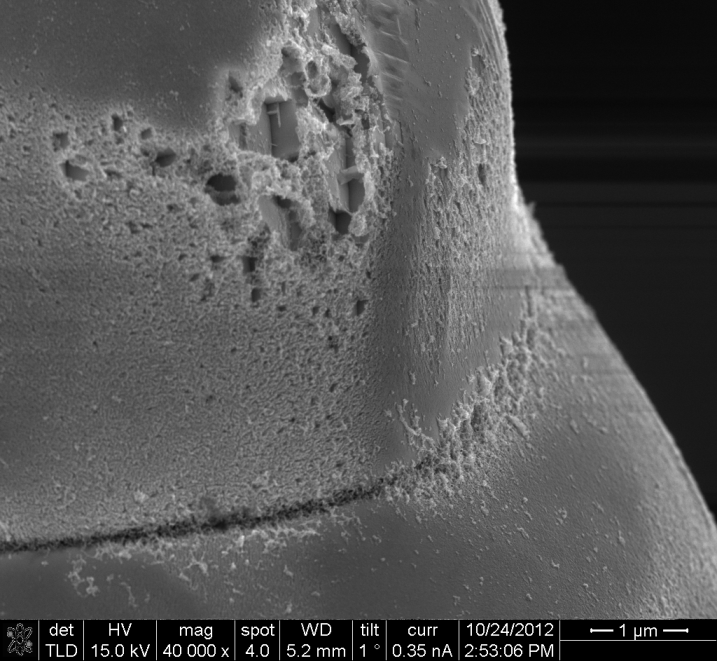 det HV mag spot WD tilt curr 10/24/2012 1 µm
TLD 15.0 kV 40 000 x 4.0 5.2 mm 1 ° 0.35 nA 2:53:06 PM